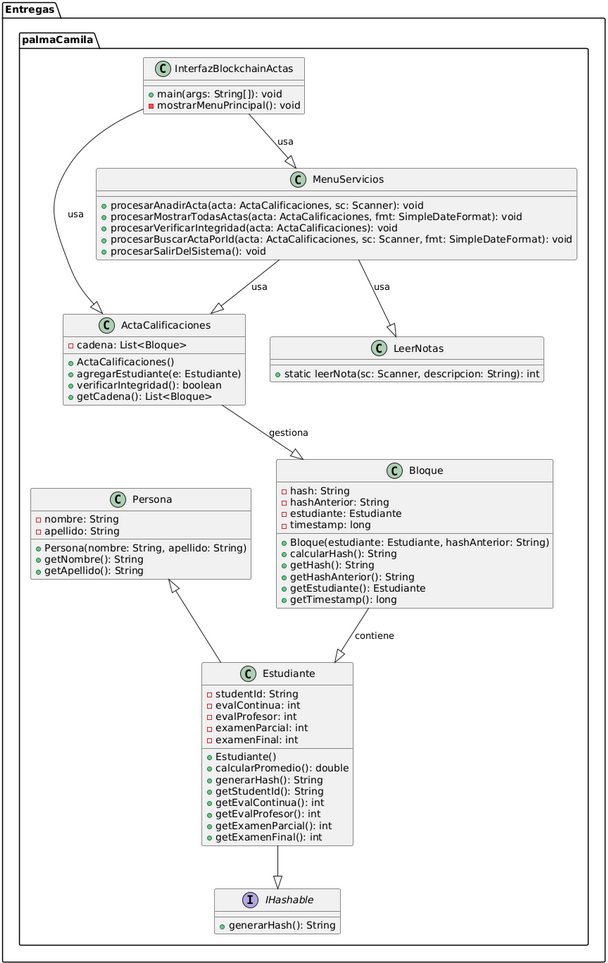 Entregas
palmaCamila
C InterfazBlockchainActas
main(args: String[]): void
mostrarMenuPrincipal(): void
usa
usa
C MenuServicios
procesarAnadirActa(acta: ActaCalificaciones, sc: Scanner): void
procesarMostrarTodasActas(acta: ActaCalificaciones, fmt: SimpleDateFormat): void
procesarVerificarIntegridad(acta: ActaCalificaciones): void
procesarBuscarActaPorId(acta: ActaCalificaciones, sc: Scanner, fmt: SimpleDateFormat): void
procesarSalirDelSistema(): void
usa
usa
C ActaCalificaciones
cadena: List<Bloque>
ActaCalificaciones()
agregarEstudiante(e: Estudiante)
verificarIntegridad(): boolean
getCadena(): List<Bloque>
C LeerNotas
static leerNota(sc: Scanner, descripcion: String): int
gestiona
C Persona
nombre: String
apellido: String
Persona(nombre: String, apellido: String)
getNombre(): String
getApellido(): String
C Bloque
hash: String
hashAnterior: String
estudiante: Estudiante
timestamp: long
Bloque(estudiante: Estudiante, hashAnterior: String)
calcularHash(): String
getHash(): String
getHashAnterior(): String
getEstudiante(): Estudiante
getTimestamp(): long
contiene
C Estudiante
studentId: String
evalContinua: int
evalProfesor: int
examenParcial: int
examenFinal: int
Estudiante()
calcularPromedio(): double
generarHash(): String
getStudentId(): String
getEvalContinua(): int
getEvalProfesor(): int
getExamenParcial(): int
getExamenFinal(): int
I IHashable
generarHash(): String